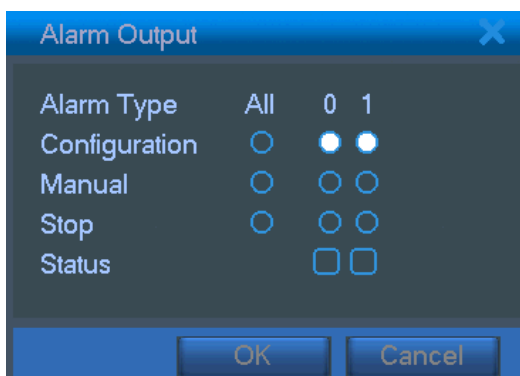 Alarm Output
Alarm Type All 0 1
Configuration
Manual
Stop
Status
OK Cancel